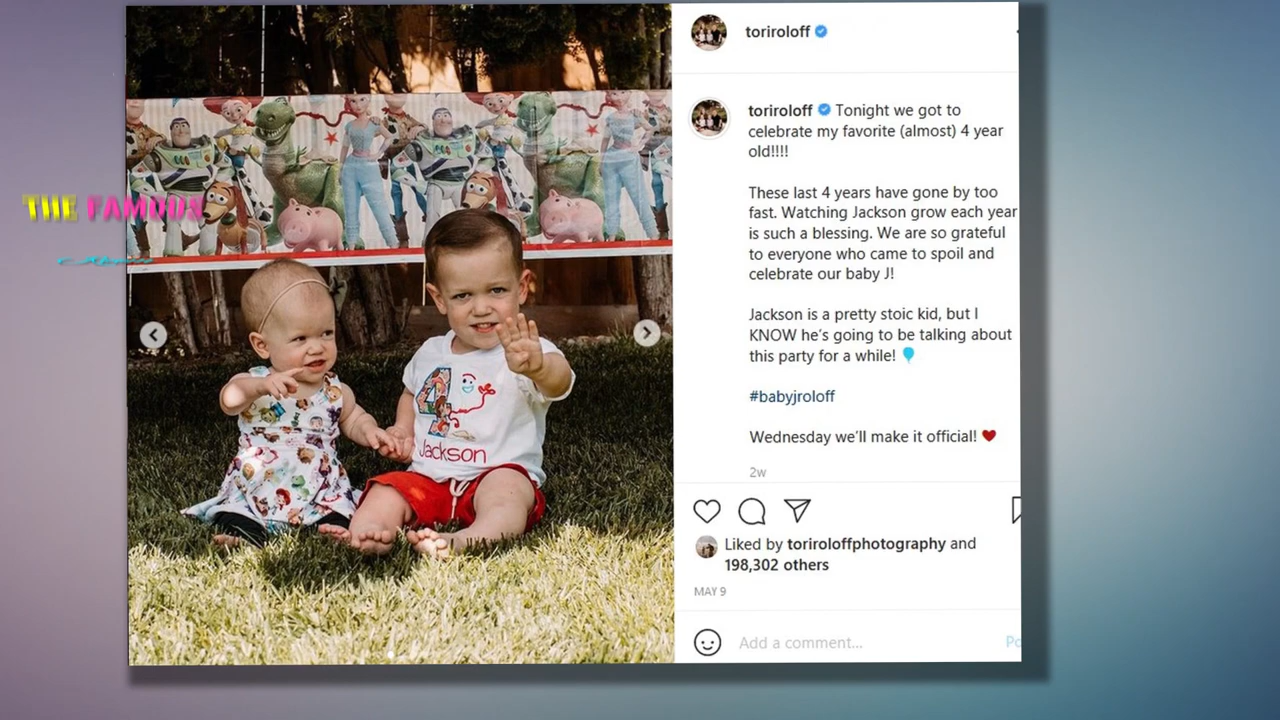 toriroloff
toriroloff Tonight we got to
celebrate my favorite (almost) 4 year
old!!!!
These last 4 years have gone by too
fast. Watching Jackson grow each year
is such a blessing. We are so grateful
to everyone who came to spoil and
celebrate our baby J!
Jackson is a pretty stoic kid, but I
KNOW he's going to be talking about
this party for a while!
#babyjroloff
Wednesday we'll make it official!
2w
Liked by toriroloffphotography and
198,302 others
MAY 9
Add a comment...
Po
THE FAMOUS
4
Jackson